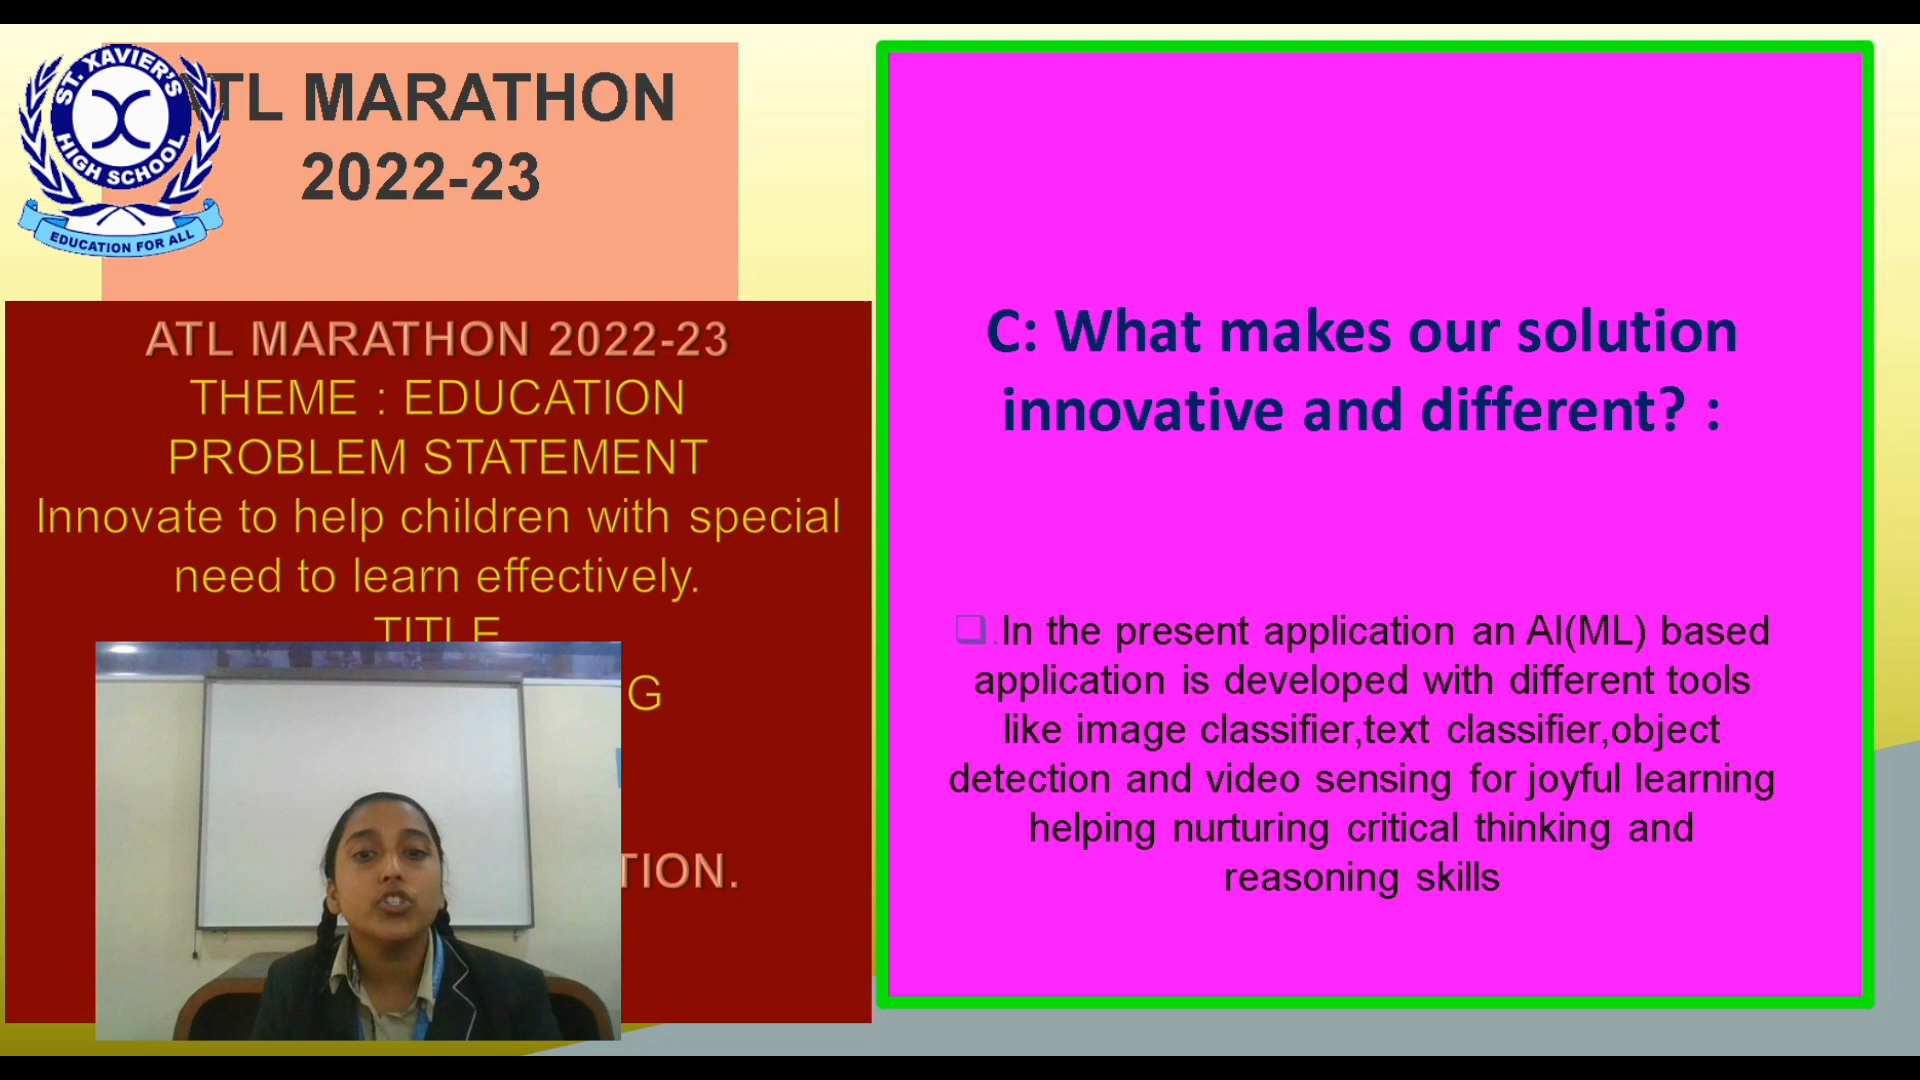 ST. XAVIER'S
HIGH SCHOOL
EDUCATION FOR ALL
ATL MARATHON
2022-23
ATL MARATHON 2022-23
THEME : EDUCATION
PROBLEM STATEMENT
Innovate to help children with special
need to learn effectively.
TITLE
C: What makes our solution
innovative and different? :
.In the present application an AI(ML) based
application is developed with different tools
like image classifier,text classifier,object
detection and video sensing for joyful learning
helping nurturing critical thinking and
reasoning skills